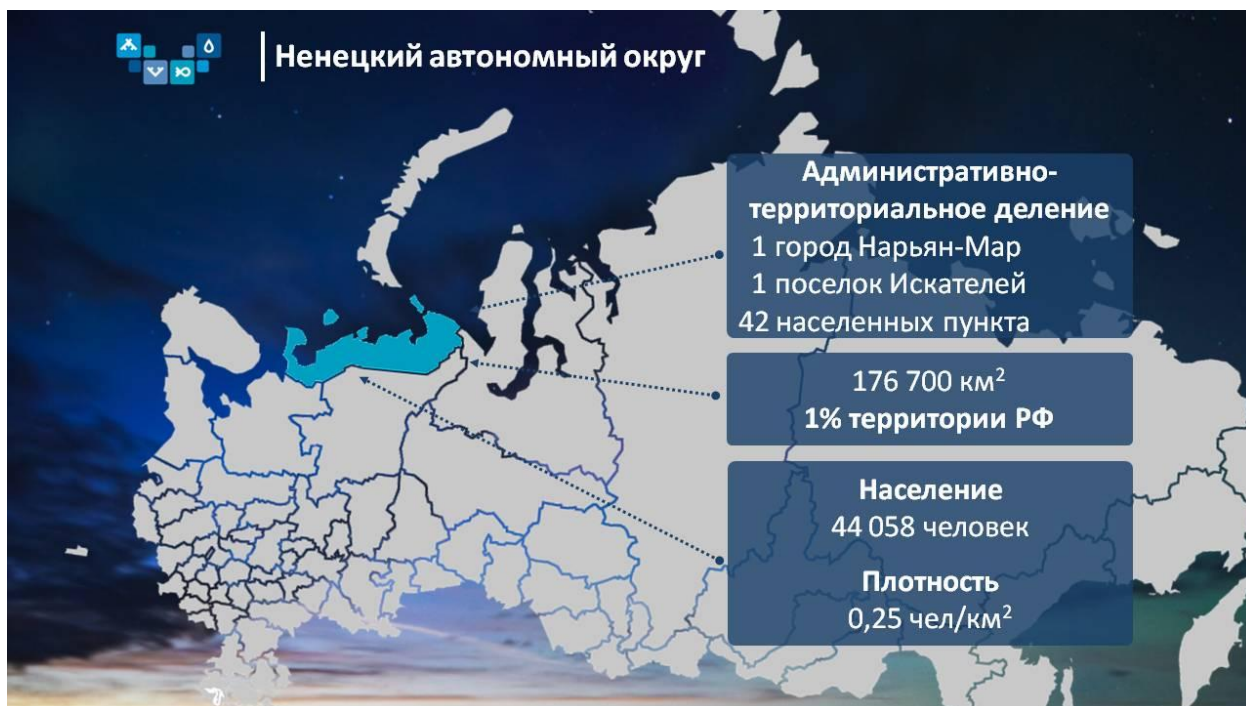 Ненецкий автономный округ
Административно-
территориальное деление
1 город Нарьян-Мар
1 поселок Искателей
42 населенных пункта
176 700 км²
1% территории РФ
Население
44 058 человек
Плотность
0,25 чел/км²